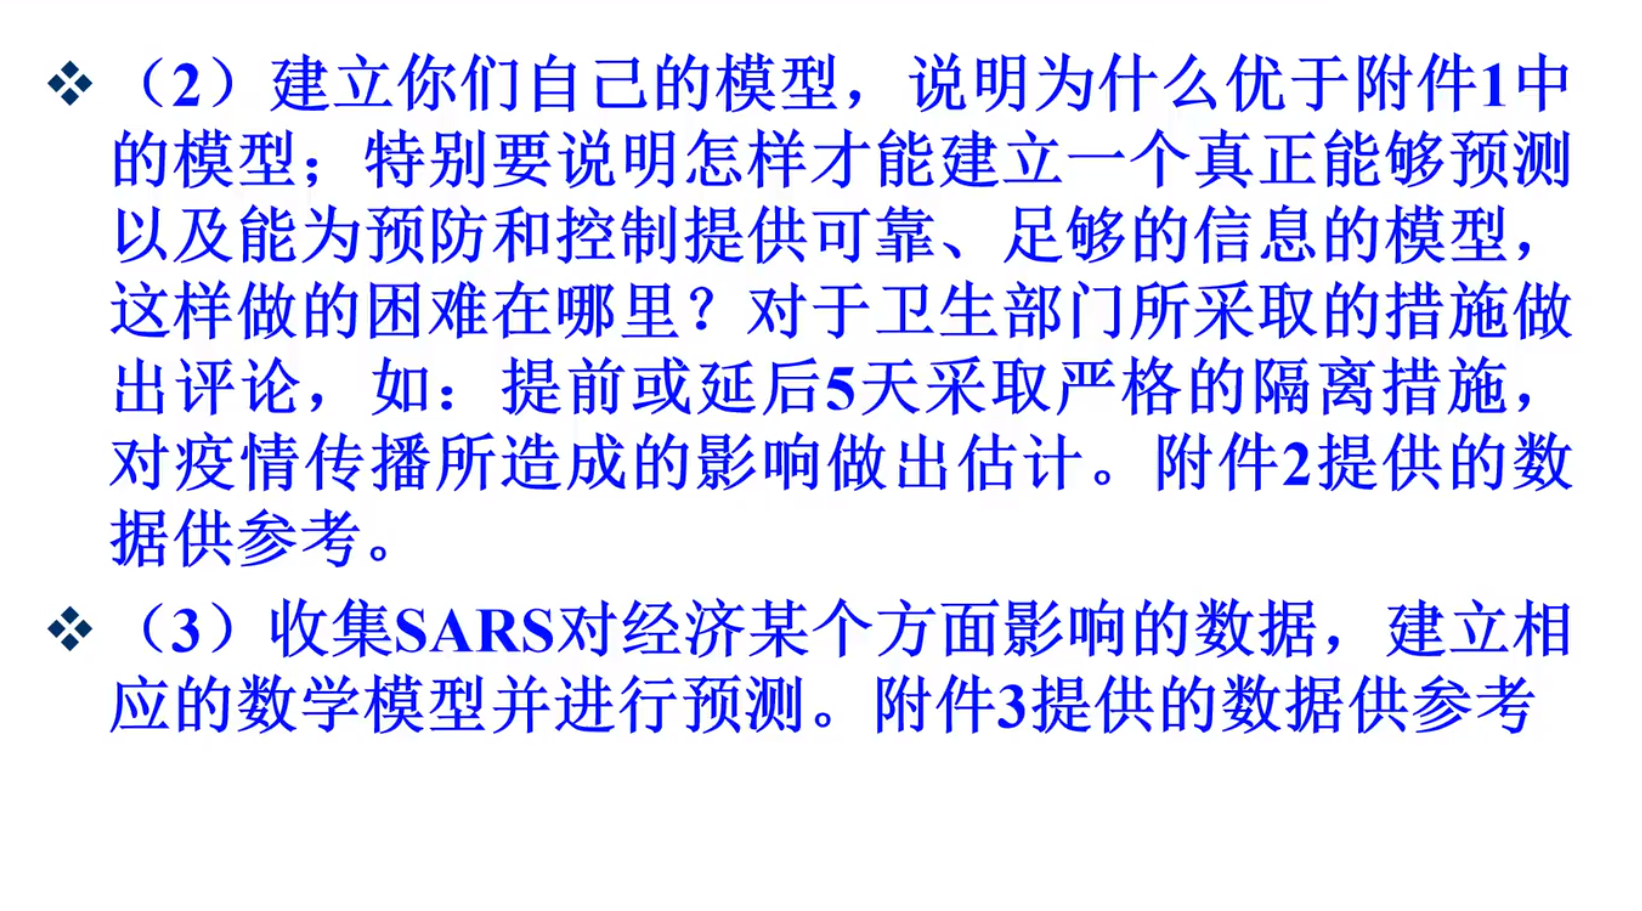 （2）建立你们自己的模型，说明为什么优于附件1中
的模型；特别要说明怎样才能建立一个真正能够预测
以及能为预防和控制提供可靠、足够的信息的模型，
这样做的困难在哪里？对于卫生部门所采取的措施做
出评论，如：提前或延后5天采取严格的隔离措施，
对疫情传播所造成的影响做出估计。附件2提供的数
据供参考。
（3）收集SARS对经济某个方面影响的数据，建立相
应的数学模型并进行预测。附件3提供的数据供参考